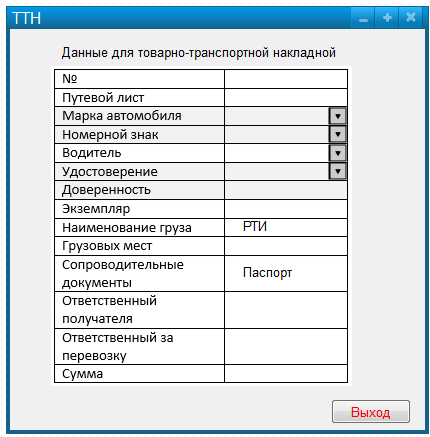 ТТН
Данные для товарно-транспортной накладной
№
Путевой лист
Марка автомобиля
Номерной знак
Водитель
Удостоверение
Доверенность
Экземпляр
Наименование груза РТИ
Грузовых мест
Сопроводительные
документы Паспорт
Ответственный
получателя
Ответственный за
перевозку
Сумма
Выход